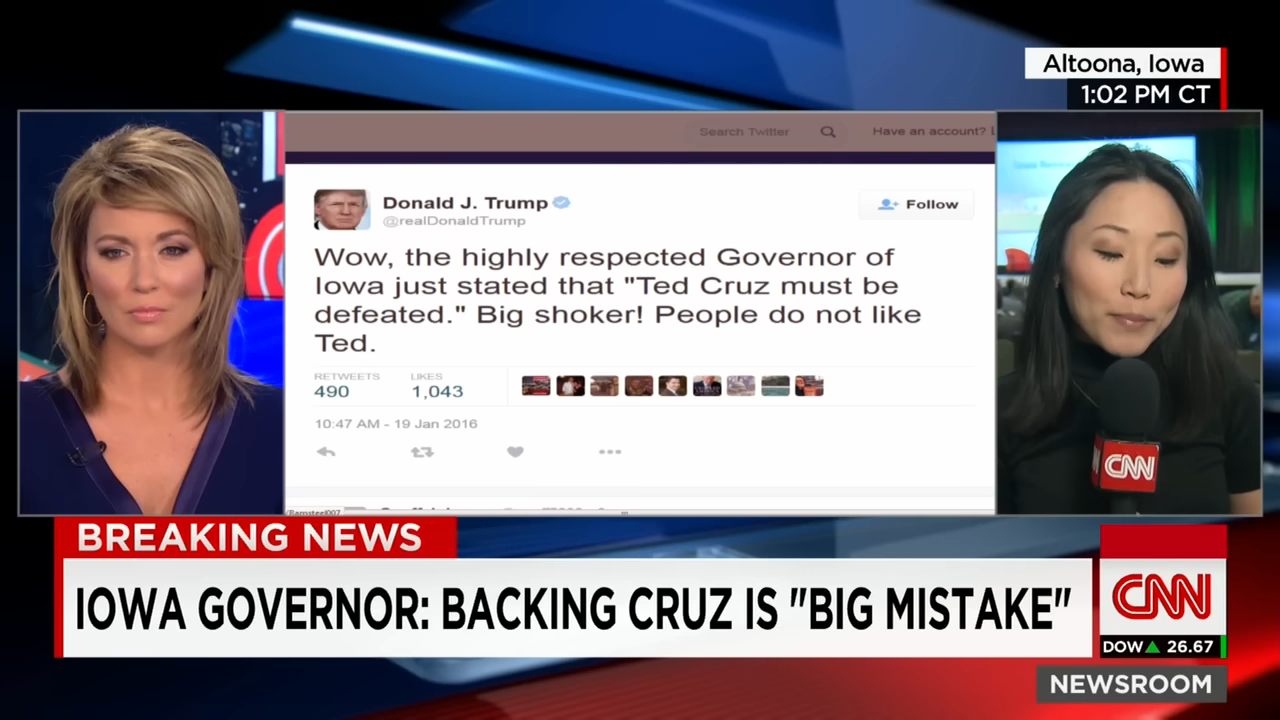 Altoona, Iowa
1:02 PM CT
Search Twitter
Have an account? L
Donald J. Trump
@realDonaldTrump
Follow
Wow, the highly respected Governor of
Iowa just stated that "Ted Cruz must be
defeated." Big shoker! People do not like
Ted.
RETWEETS LIKES
490 1,043
10:47 AM - 19 Jan 2016
CNN
BREAKING NEWS
IOWA GOVERNOR: BACKING CRUZ IS "BIG MISTAKE"
CNN
DOW 26.67
NEWSROOM